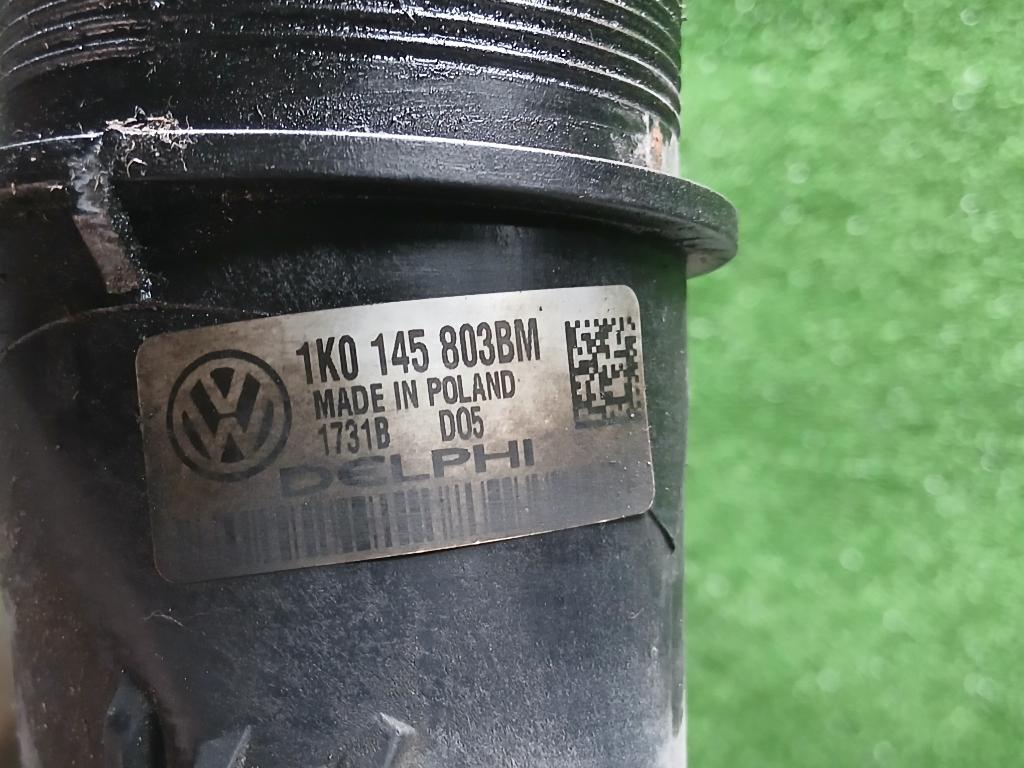 1K0 145 803BM
MADE IN POLAND
1731B D05
DELPHI